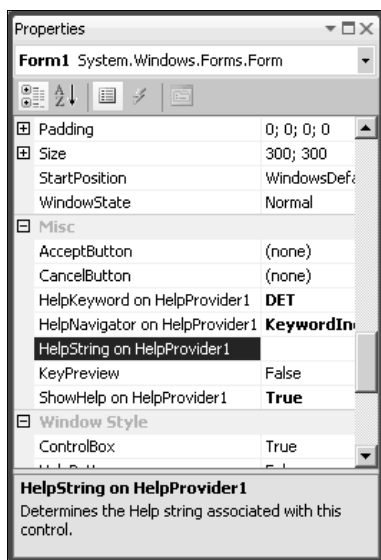 Properties
Form1 System.Windows.Forms.Form
Padding 0; 0; 0; 0
Size 300; 300
StartPosition WindowsDefa
WindowState Normal
Misc
AcceptButton (none)
CancelButton (none)
HelpKeyword on HelpProvider1 DET
HelpNavigator on HelpProvider1 KeywordIn
HelpString on HelpProvider1
KeyPreview False
ShowHelp on HelpProvider1 True
Window Style
ControlBox True
HelpString on HelpProvider1
Determines the Help string associated with this
control.